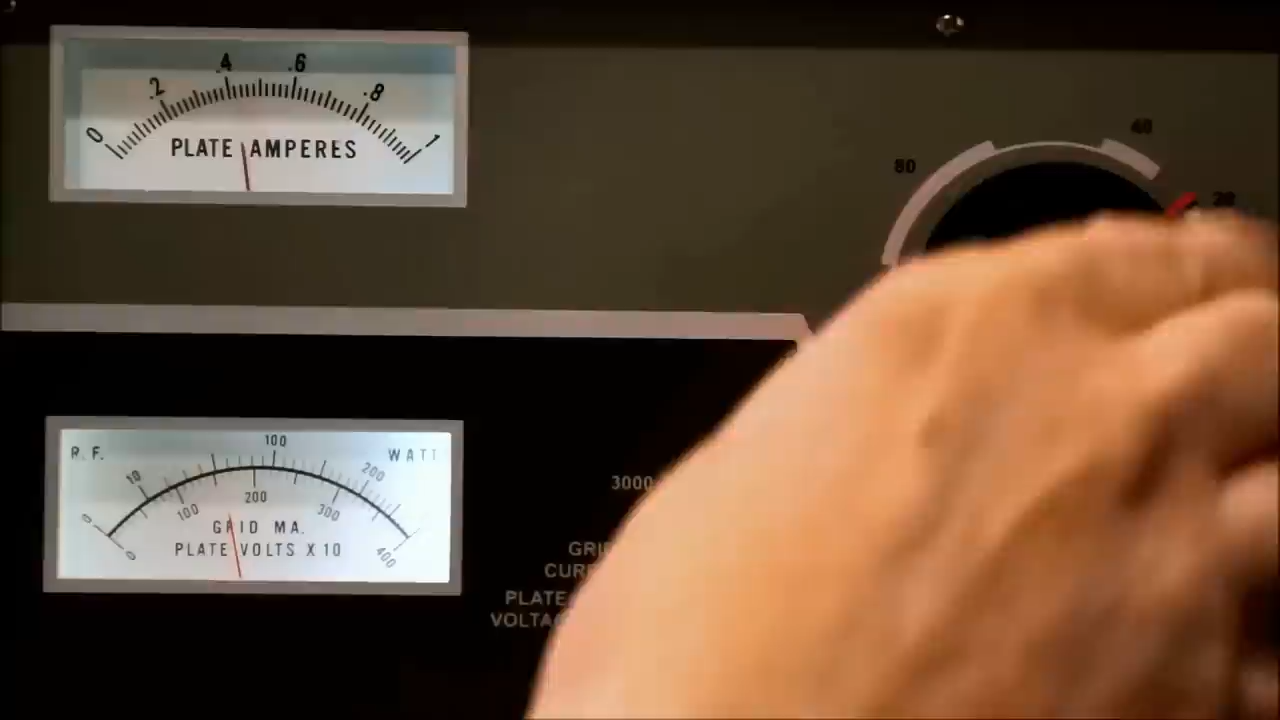 0 .2 .4 .6 .8 1
PLATE AMPERES
80 40 20
R.F. WATT
0 10 100 200
0 100 200 300 400
GRID MA.
PLATE VOLTS X 10
3000
GRI
CUR
PLATE
VOLTA